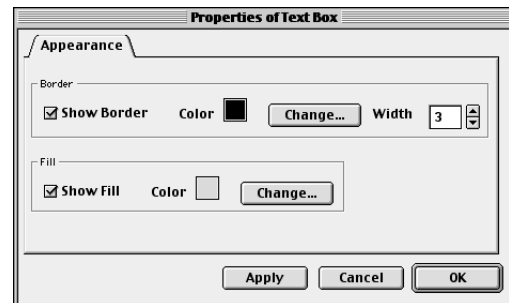 Properties of Text Box
Appearance
Border
Show Border Color Change... Width 3
Fill
Show Fill Color Change...
Apply Cancel OK